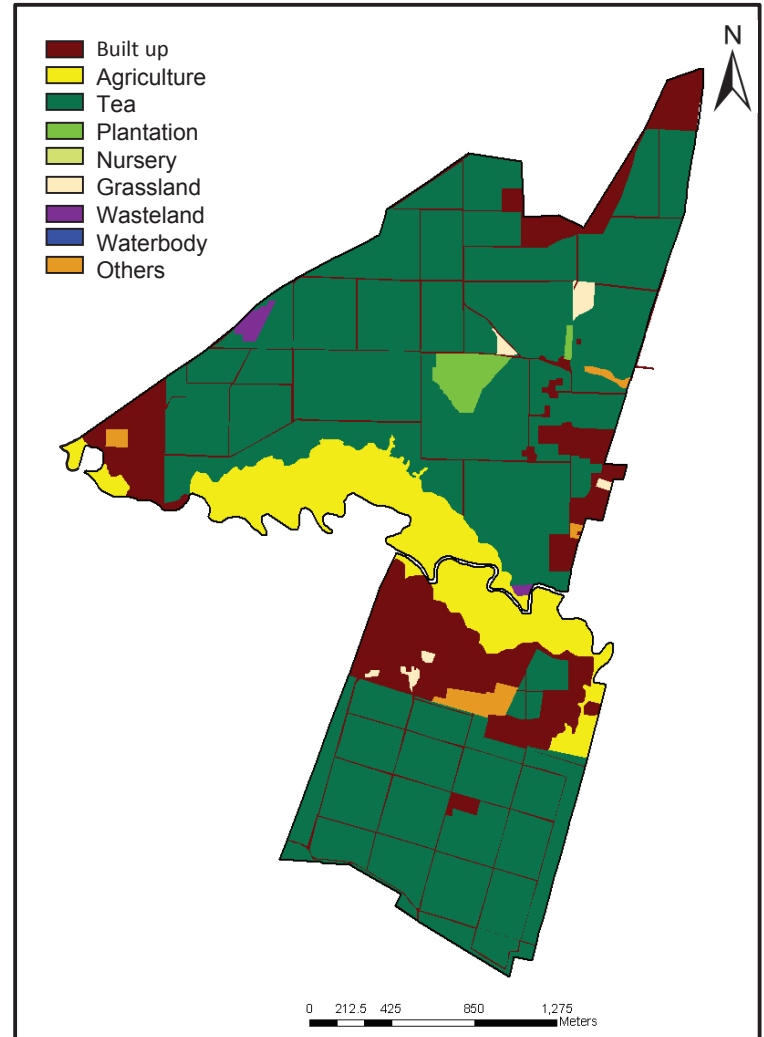 Built up
Agriculture
Tea
Plantation
Nursery
Grassland
Wasteland
Waterbody
Others
N
0 212.5 425 850 1,275
Meters